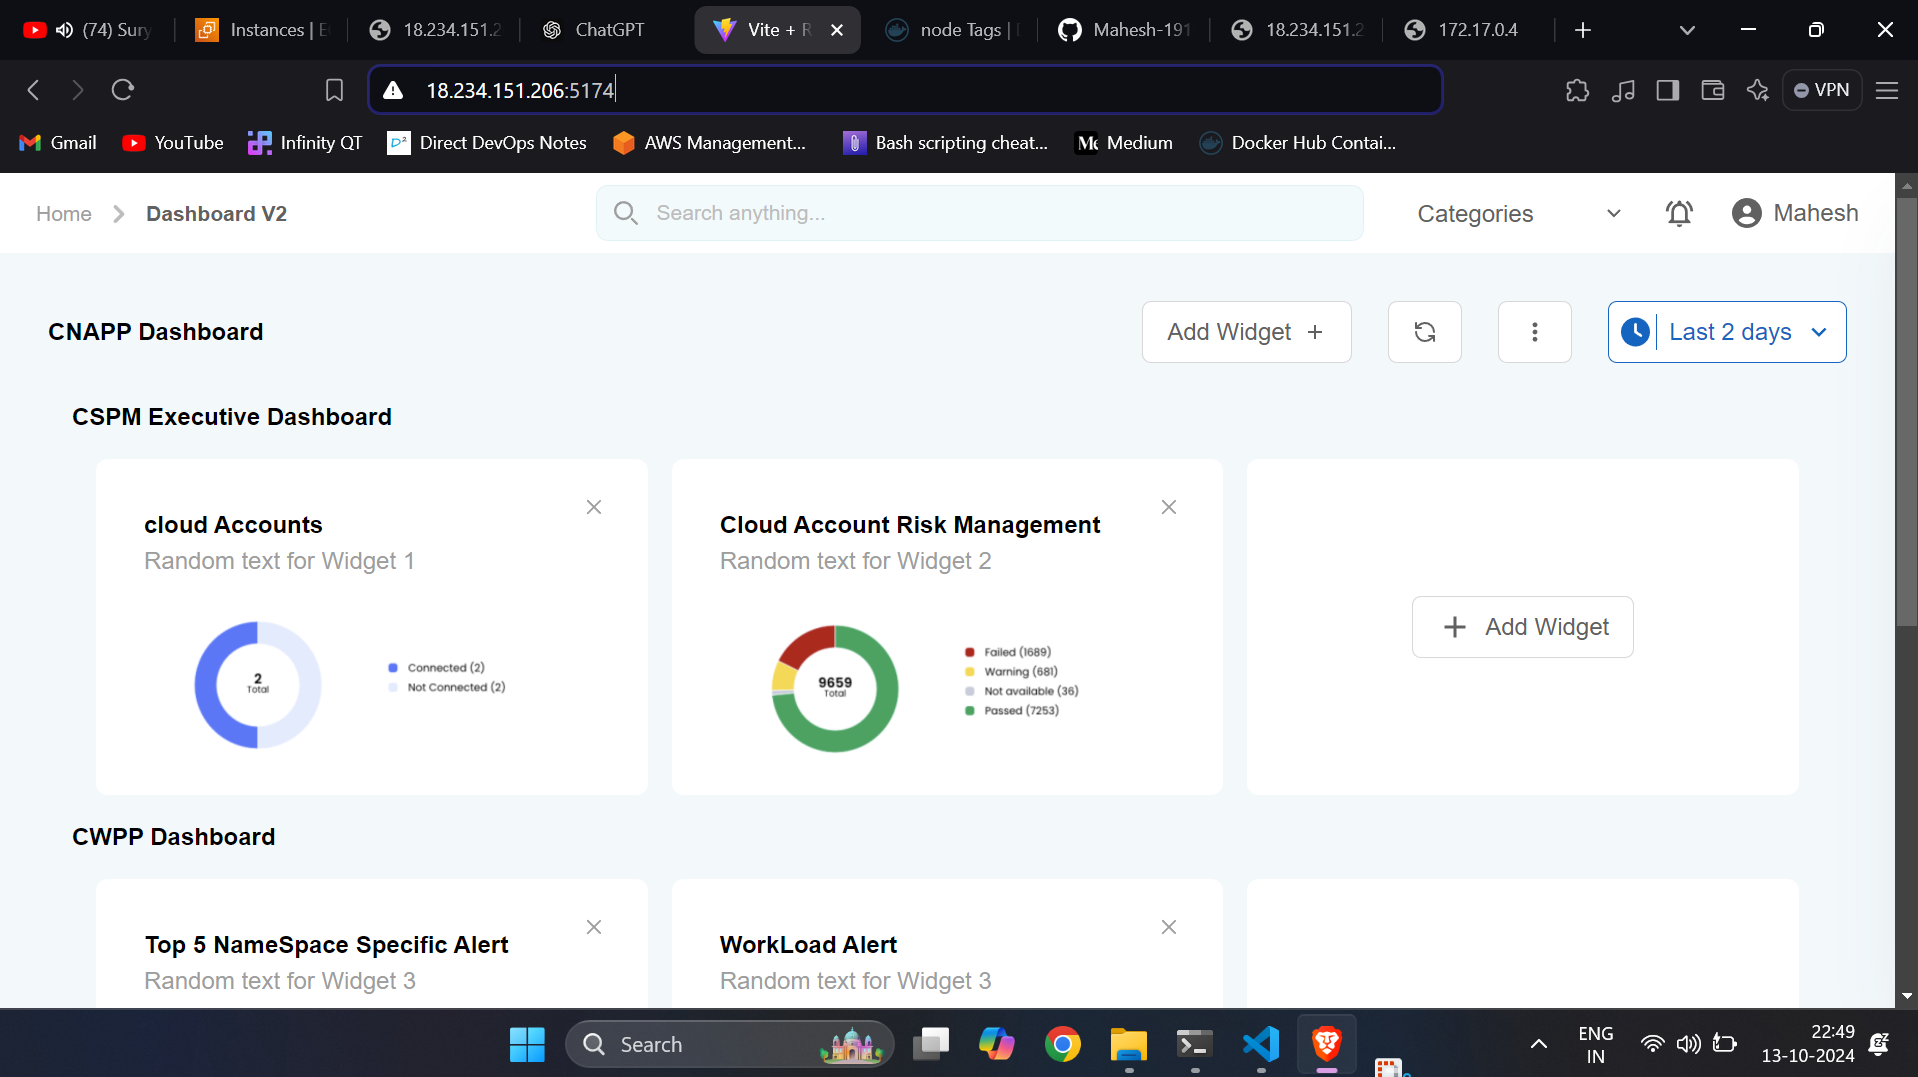 (74) Sury
Instances | E
18.234.151.2
ChatGPT
Vite + R
node Tags |
Mahesh-191
18.234.151.2
172.17.0.4
18.234.151.206:5174
VPN
Gmail
YouTube
Infinity QT
D²
Direct DevOps Notes
AWS Management...
Bash scripting cheat...
Medium
Docker Hub Contai...
Home
Dashboard V2
Search anything...
Categories
Mahesh
CNAPP Dashboard
Add Widget +
Last 2 days
CSPM Executive Dashboard
cloud Accounts
Random text for Widget 1
2
Total
Connected (2)
Not Connected (2)
Cloud Account Risk Management
Random text for Widget 2
9659
Total
Failed (1689)
Warning (681)
Not available (36)
Passed (7253)
+ Add Widget
CWPP Dashboard
Top 5 NameSpace Specific Alert
Random text for Widget 3
WorkLoad Alert
Random text for Widget 3
Search
ENG
IN
22:49
13-10-2024